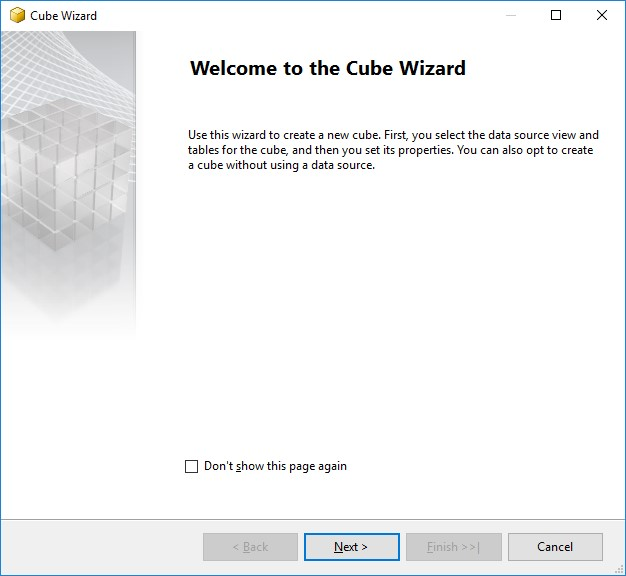 Cube Wizard
Welcome to the Cube Wizard
Use this wizard to create a new cube. First, you select the data source view and
tables for the cube, and then you set its properties. You can also opt to create
a cube without using a data source.
Don't show this page again
< Back
Next >
Finish >>|
Cancel